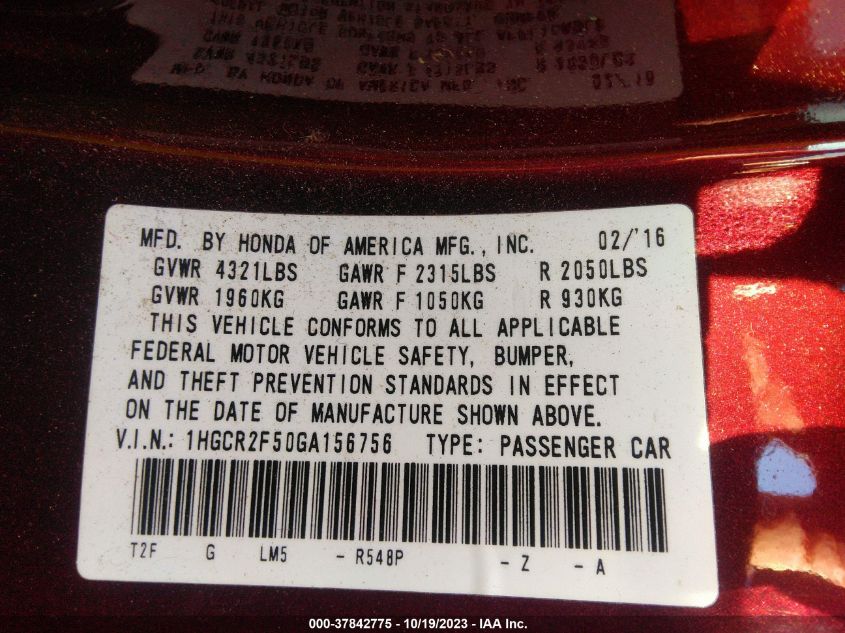 MFD. BY HONDA OF AMERICA MFG., INC. 02/'16
GVWR 4321LBS GAWR F 2315LBS R 2050LBS
GVWR 1960KG GAWR F 1050KG R 930KG
THIS VEHICLE CONFORMS TO ALL APPLICABLE
FEDERAL MOTOR VEHICLE SAFETY, BUMPER,
AND THEFT PREVENTION STANDARDS IN EFFECT
ON THE DATE OF MANUFACTURE SHOWN ABOVE.
V.I.N.: 1HGCR2F50GA156756 TYPE: PASSENGER CAR
T2F G LM5 - R548P - Z - A
000-37842775 - 10/19/2023 - IAA Inc.